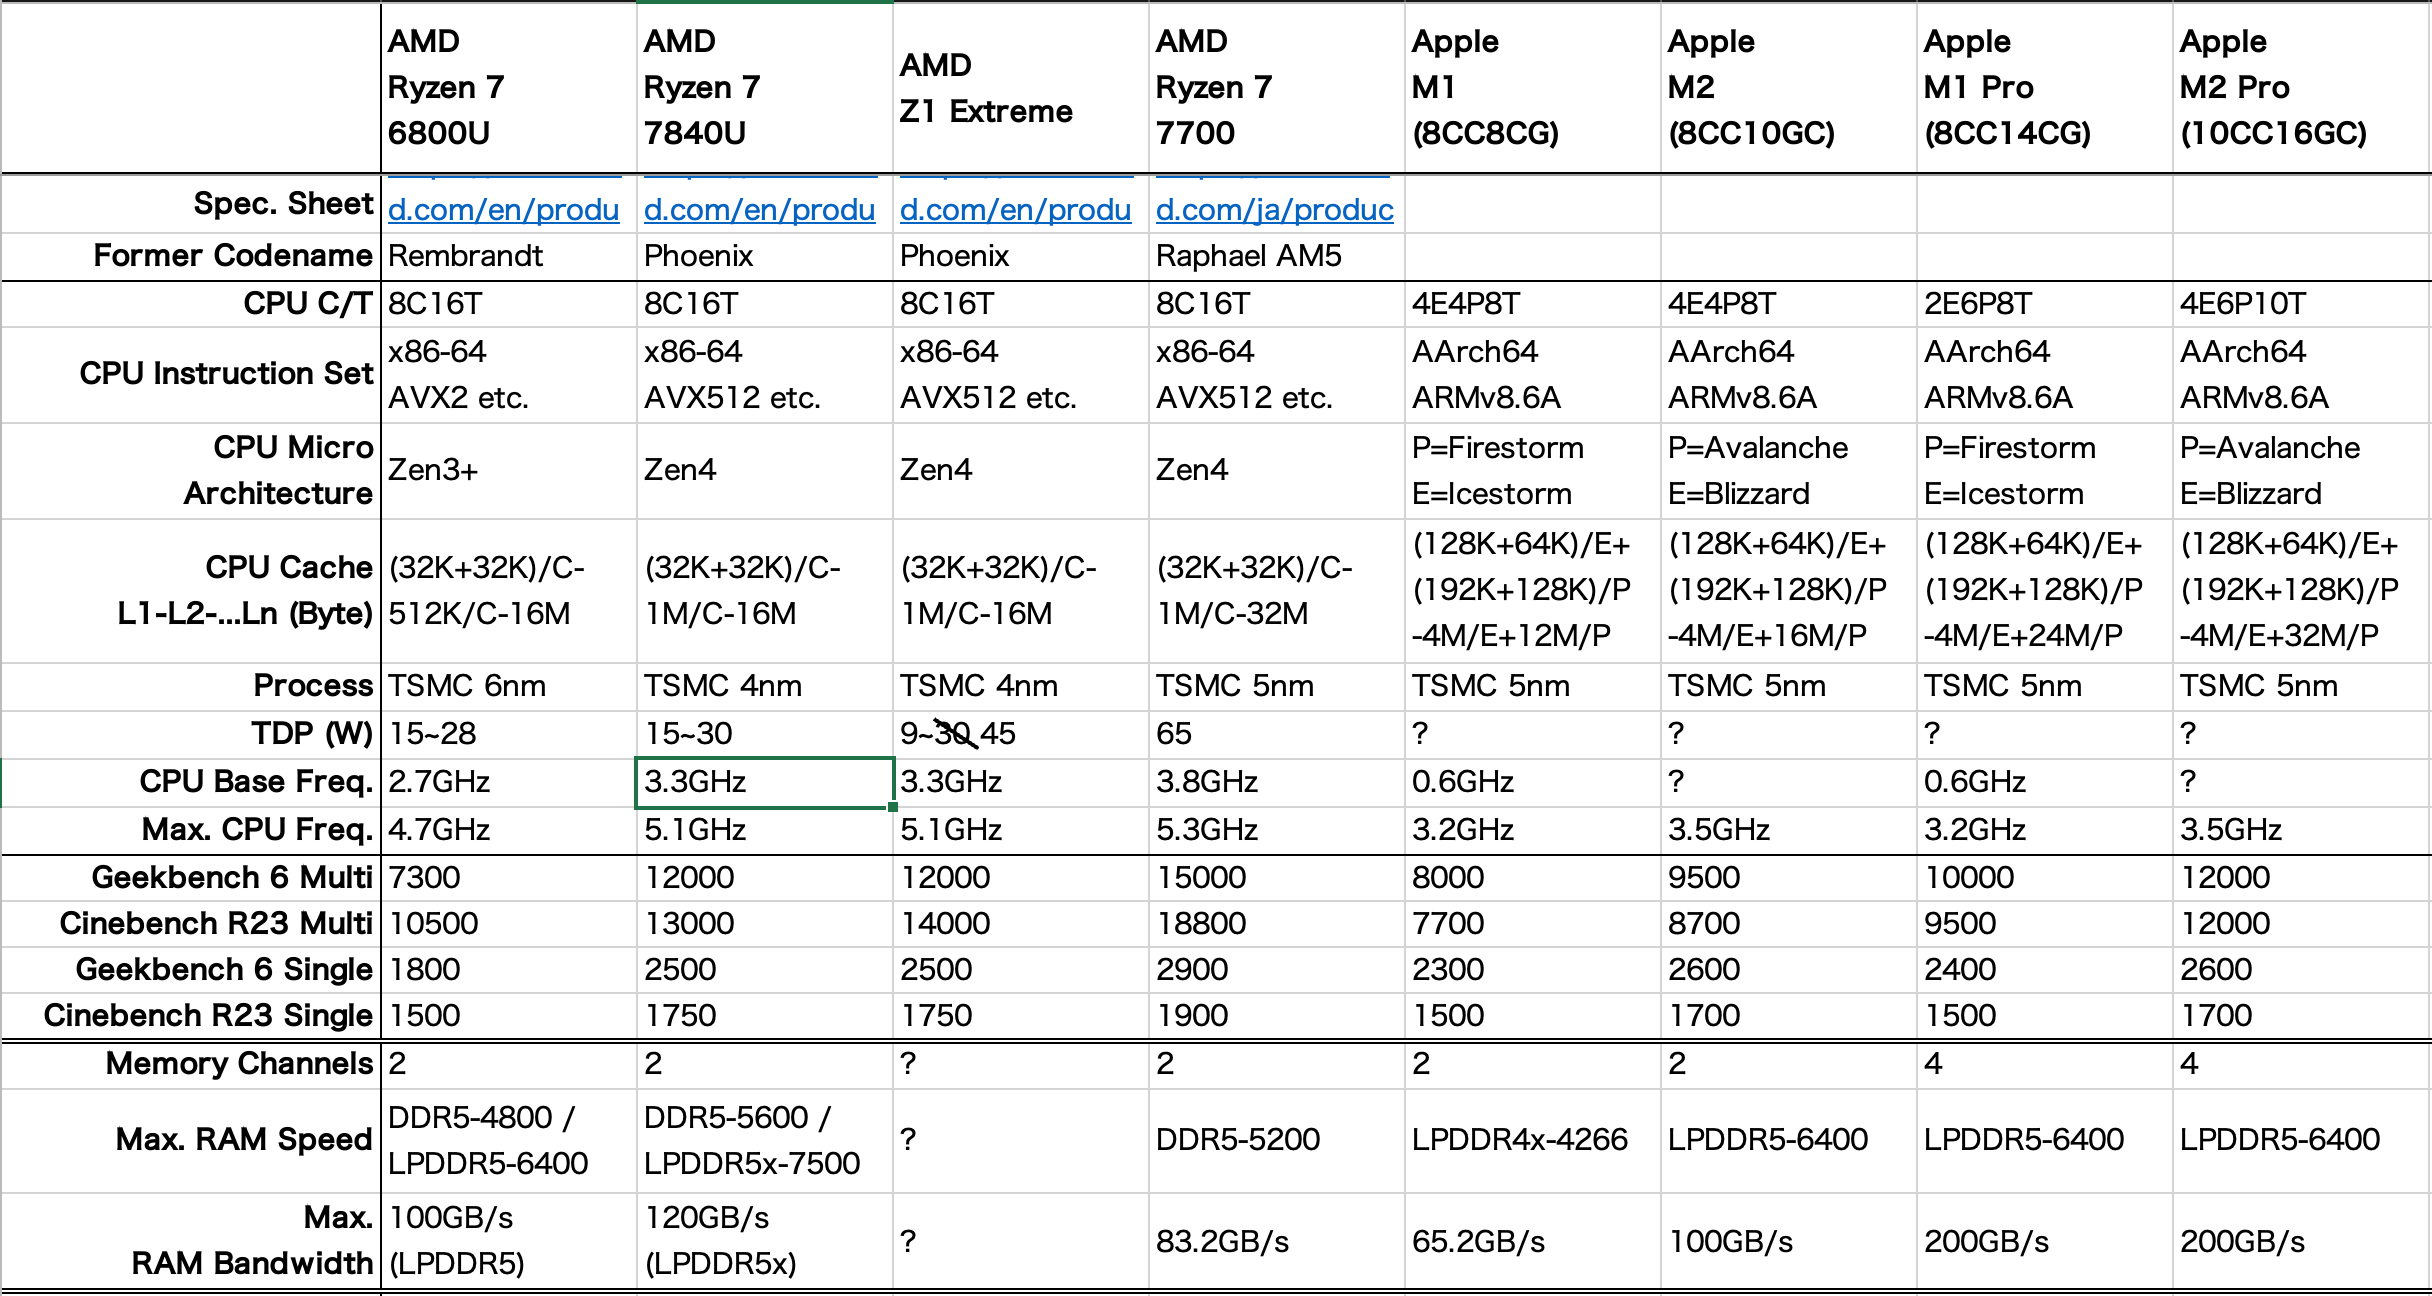 AMD
Ryzen 7
6800U
AMD
Ryzen 7
7840U
AMD
Z1 Extreme
AMD
Ryzen 7
7700
Apple
M1
(8CC8CG)
Apple
M2
(8CC10GC)
Apple
M1 Pro
(8CC14CG)
Apple
M2 Pro
(10CC16GC)
Spec. Sheet
d.com/en/produ
d.com/en/produ
d.com/en/produ
d.com/ja/produc
Former Codename
Rembrandt
Phoenix
Phoenix
Raphael AM5
CPU C/T
8C16T
8C16T
8C16T
8C16T
4E4P8T
4E4P8T
2E6P8T
4E6P10T
CPU Instruction Set
x86-64
AVX2 etc.
x86-64
AVX512 etc.
x86-64
AVX512 etc.
x86-64
AVX512 etc.
AArch64
ARMv8.6A
AArch64
ARMv8.6A
AArch64
ARMv8.6A
AArch64
ARMv8.6A
CPU Micro
Architecture
Zen3+
Zen4
Zen4
Zen4
P=Firestorm
E=Icestorm
P=Avalanche
E=Blizzard
P=Firestorm
E=Icestorm
P=Avalanche
E=Blizzard
CPU Cache
L1-L2-...Ln (Byte)
(32K+32K)/C-
512K/C-16M
(32K+32K)/C-
1M/C-16M
(32K+32K)/C-
1M/C-16M
(32K+32K)/C-
1M/C-32M
(128K+64K)/E+
(192K+128K)/P
-4M/E+12M/P
(128K+64K)/E+
(192K+128K)/P
-4M/E+16M/P
(128K+64K)/E+
(192K+128K)/P
-4M/E+24M/P
(128K+64K)/E+
(192K+128K)/P
-4M/E+32M/P
Process
TSMC 6nm
TSMC 4nm
TSMC 4nm
TSMC 5nm
TSMC 5nm
TSMC 5nm
TSMC 5nm
TSMC 5nm
TDP (W)
15~28
15~30
9~30 45
65
?
?
?
?
CPU Base Freq.
2.7GHz
3.3GHz
3.3GHz
3.8GHz
0.6GHz
?
0.6GHz
?
Max. CPU Freq.
4.7GHz
5.1GHz
5.1GHz
5.3GHz
3.2GHz
3.5GHz
3.2GHz
3.5GHz
Geekbench 6 Multi
7300
12000
12000
15000
8000
9500
10000
12000
Cinebench R23 Multi
10500
13000
14000
18800
7700
8700
9500
12000
Geekbench 6 Single
1800
2500
2500
2900
2300
2600
2400
2600
Cinebench R23 Single
1500
1750
1750
1900
1500
1700
1500
1700
Memory Channels
2
2
?
2
2
2
4
4
Max. RAM Speed
DDR5-4800 /
LPDDR5-6400
DDR5-5600 /
LPDDR5x-7500
?
DDR5-5200
LPDDR4x-4266
LPDDR5-6400
LPDDR5-6400
LPDDR5-6400
Max.
RAM Bandwidth
100GB/s
(LPDDR5)
120GB/s
(LPDDR5x)
?
83.2GB/s
65.2GB/s
100GB/s
200GB/s
200GB/s